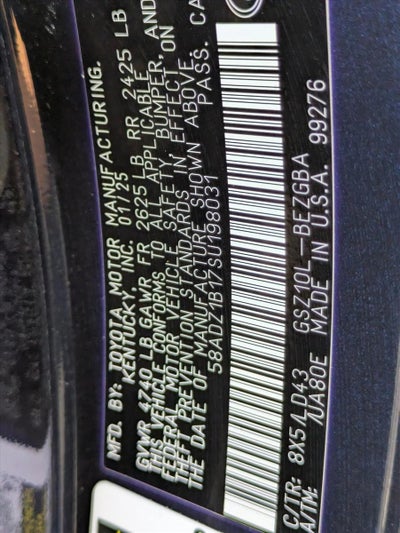 MFD. BY: TOYOTA MOTOR MANUFACTURING.
KENTUCKY, INC. 01/25
GVWR 4740 LB GAWR FR 2625 LB RR 2425 LB
THIS VEHICLE CONFORMS TO ALL APPLICABLE
FEDERAL MOTOR VEHICLE SAFETY, BUMPER, AND
THEFT PREVENTION STANDARDS IN EFFECT ON
THE DATE OF MANUFACTURE SHOWN ABOVE.
58ADZ1B17SU198031 PASS. CA
C/TR: 8X5/LD43 GSZ10L-BEZGBA
A/TM: /UA80E MADE IN U.S.A. 99276